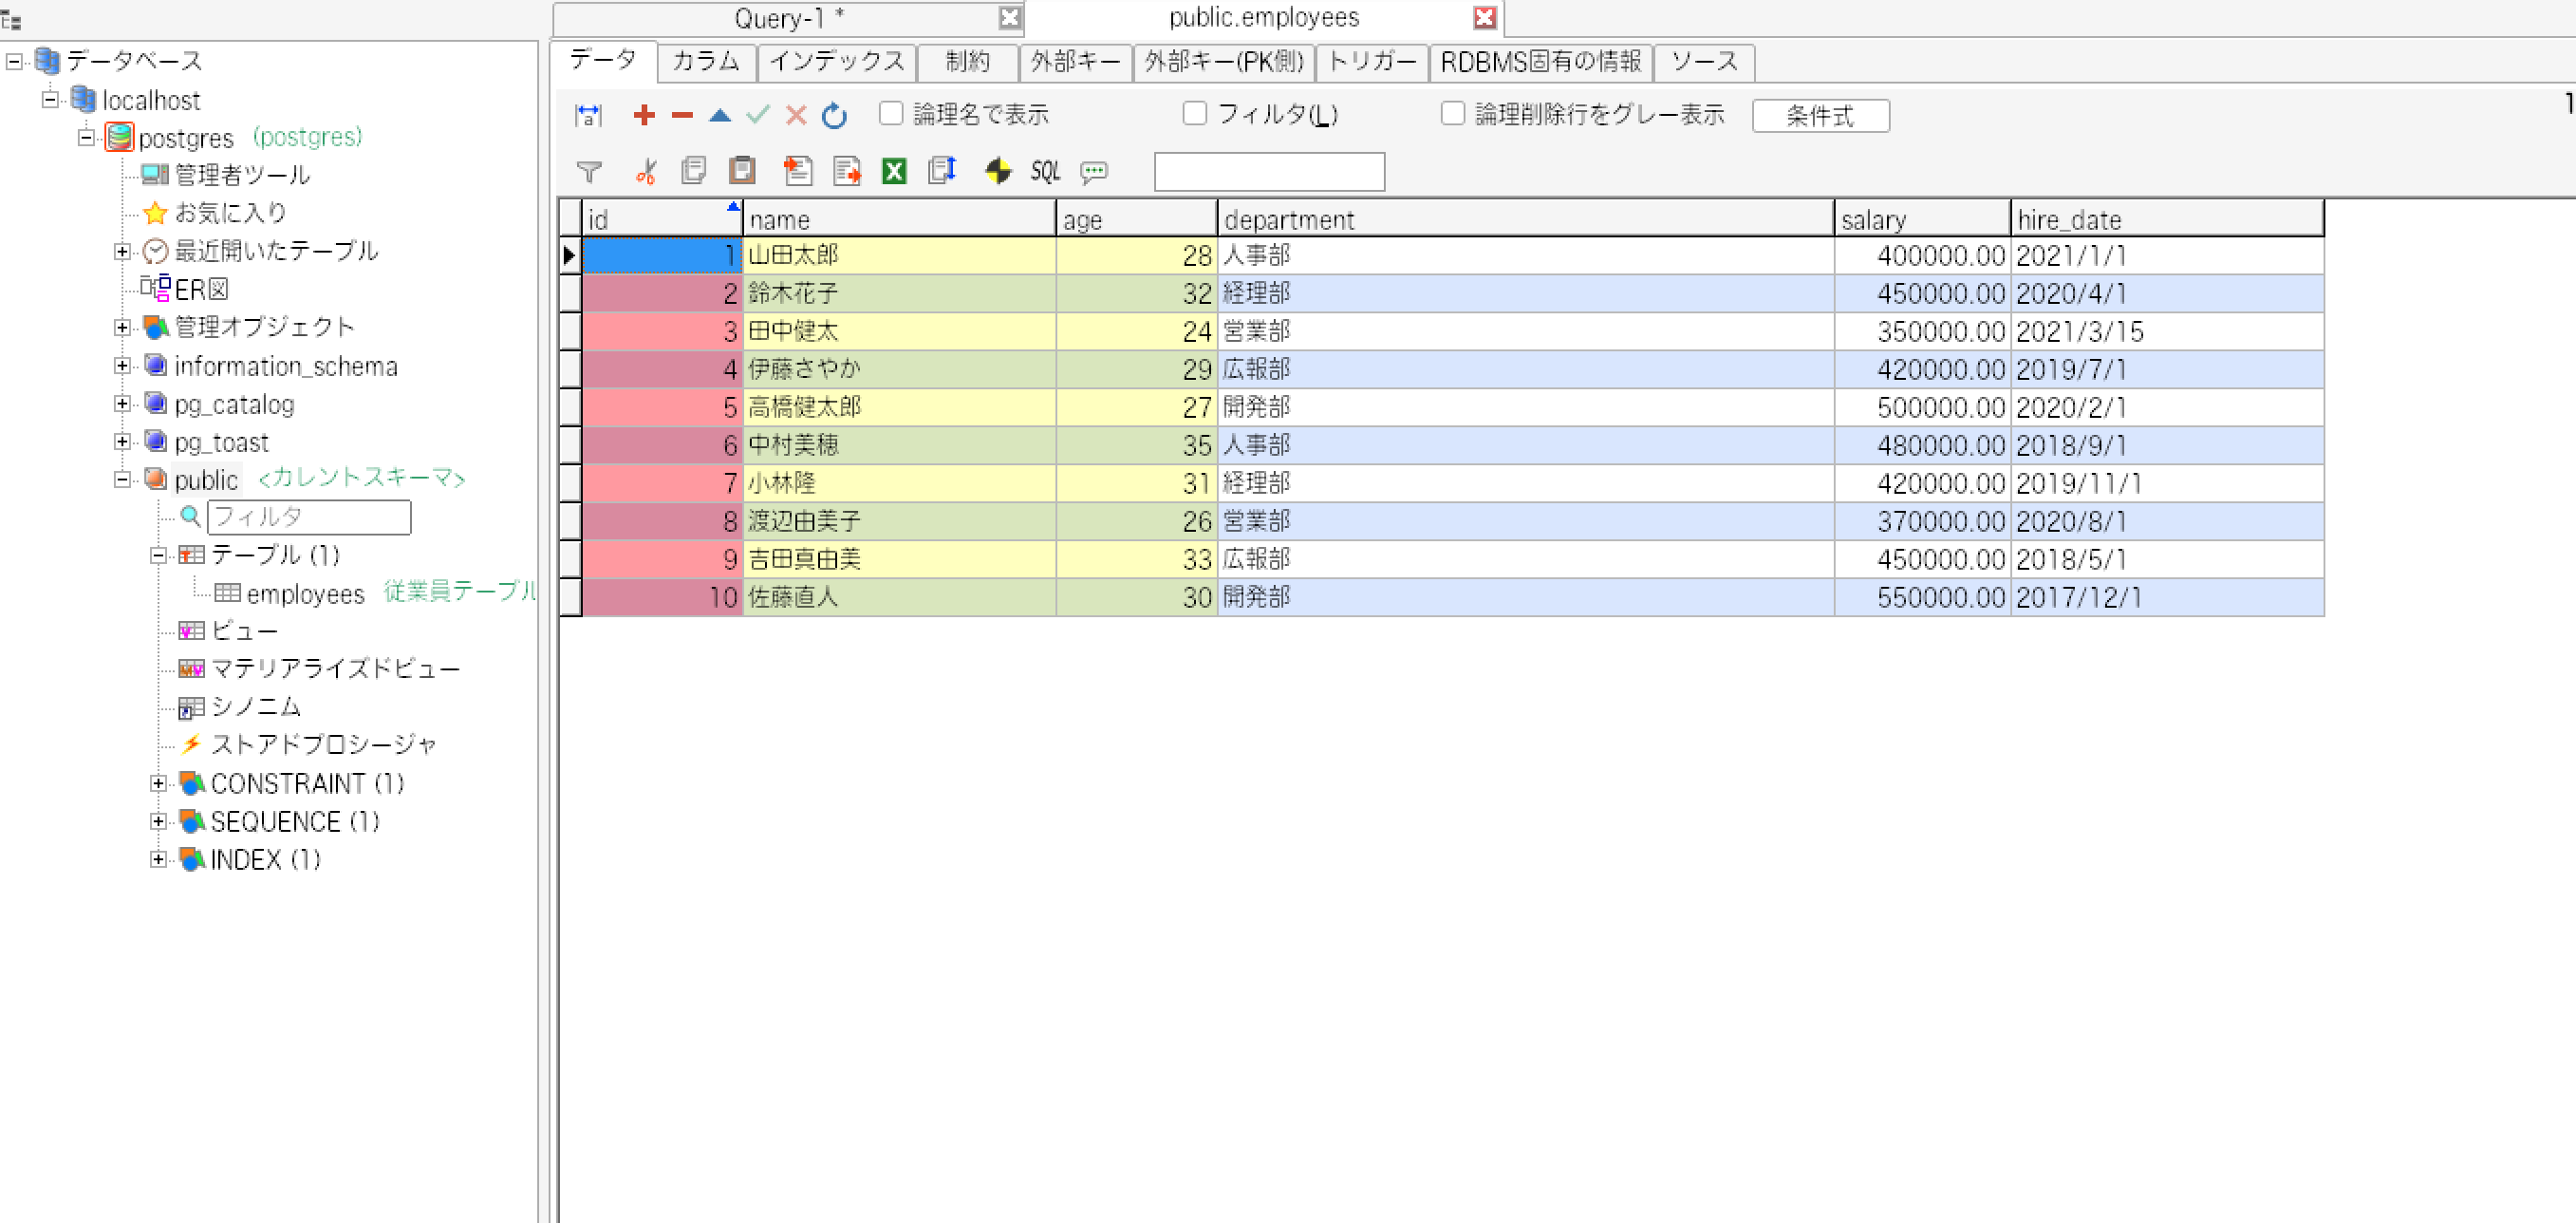 Query-1 *
public.employees
データベース
localhost
postgres (postgres)
管理者ツール
お気に入り
最近開いたテーブル
ER図
管理オブジェクト
information_schema
pg_catalog
pg_toast
public <カレントスキーマ>
フィルタ
テーブル (1)
employees 従業員テーブル
ビュー
マテリアライズドビュー
シノニム
ストアドプロシージャ
CONSTRAINT (1)
SEQUENCE (1)
INDEX (1)
データ カラム インデックス 制約 外部キー 外部キー(PK側) トリガー RDBMS固有の情報 ソース
a 論理名で表示 フィルタ(L) 論理削除行をグレー表示 条件式 1
SQL
id name age department salary hire_date
1 山田太郎 28 人事部 400000.00 2021/1/1
2 鈴木花子 32 経理部 450000.00 2020/4/1
3 田中健太 24 営業部 350000.00 2021/3/15
4 伊藤さやか 29 広報部 420000.00 2019/7/1
5 高橋健太郎 27 開発部 500000.00 2020/2/1
6 中村美穂 35 人事部 480000.00 2018/9/1
7 小林隆 31 経理部 420000.00 2019/11/1
8 渡辺由美子 26 営業部 370000.00 2020/8/1
9 吉田真由美 33 広報部 450000.00 2018/5/1
10 佐藤直人 30 開発部 550000.00 2017/12/1